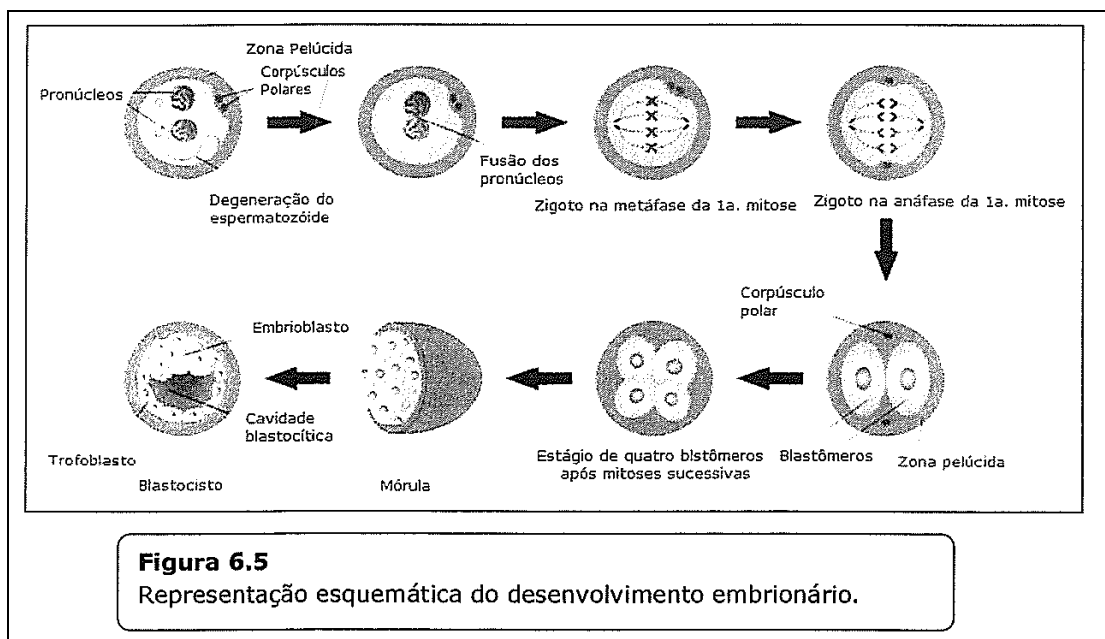 Zona Pelúcida
Corpúsculos
Polares
Pronúcleos
Degeneração do
espermatozóide
Fusão dos
pronúcleos
Zigoto na metáfase da 1a. mitose
Zigoto na anáfase da 1a. mitose
Corpúsculo
polar
Embrioblasto
Cavidade
blastocítica
Trofoblasto
Blastocisto
Mórula
Estágio de quatro blstômeros
após mitoses sucessivas
Blastômeros
Zona pelúcida
Figura 6.5
Representação esquemática do desenvolvimento embrionário.